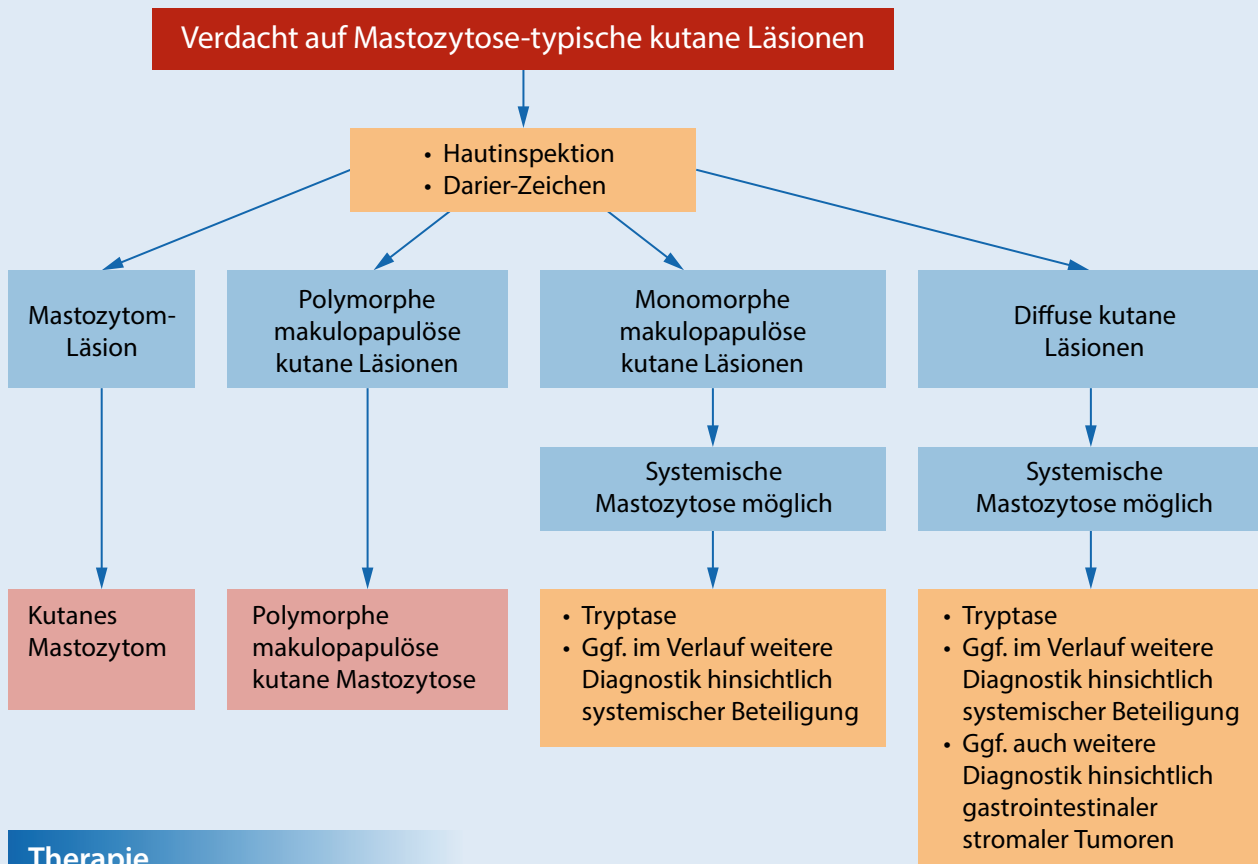 Verdacht auf Mastozytose-typische kutane Läsionen
• Hautinspektion
• Darier-Zeichen
Mastozytom-
Läsion
Polymorphe
makulopapulöse
kutane Läsionen
Monomorphe
makulopapulöse
kutane Läsionen
Diffuse kutane
Läsionen
Systemische
Mastozytose möglich
Systemische
Mastozytose möglich
Kutanes
Mastozytom
Polymorphe
makulopapulöse
kutane Mastozytose
• Tryptase
• Ggf. im Verlauf weitere
Diagnostik hinsichtlich
systemischer Beteiligung
• Tryptase
• Ggf. im Verlauf weitere
Diagnostik hinsichtlich
systemischer Beteiligung
• Ggf. auch weitere
Diagnostik hinsichtlich
gastrointestinaler
stromaler Tumoren
Therapie